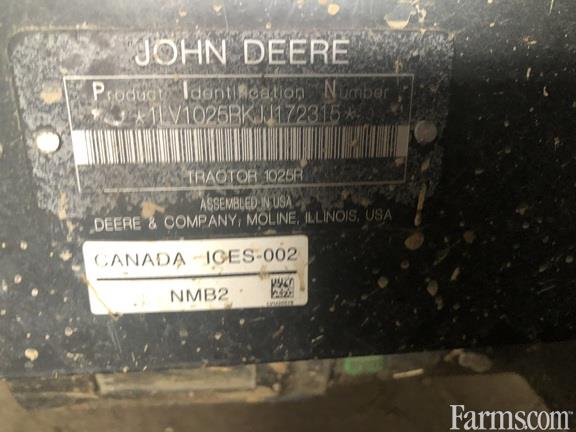 JOHN DEERE
Product Identification Number
*1LV1025RKJJ172315*
TRACTOR 1025R
ASSEMBLED IN USA
DEERE & COMPANY, MOLINE, ILLINOIS, USA
CANADA - ICES-002
NMB2
Farms.com